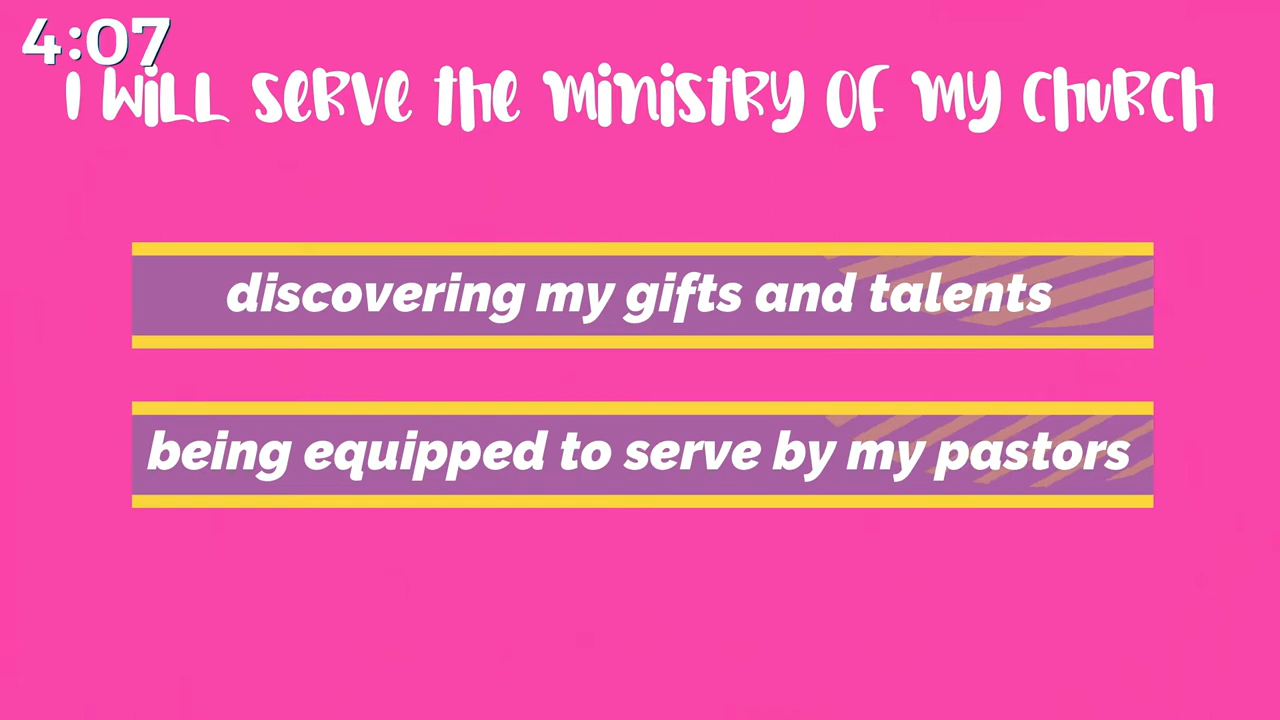 4:07
I WILL SERVE the ministRy OF my chuRch
discovering my gifts and talents
being equipped to serve by my pastors